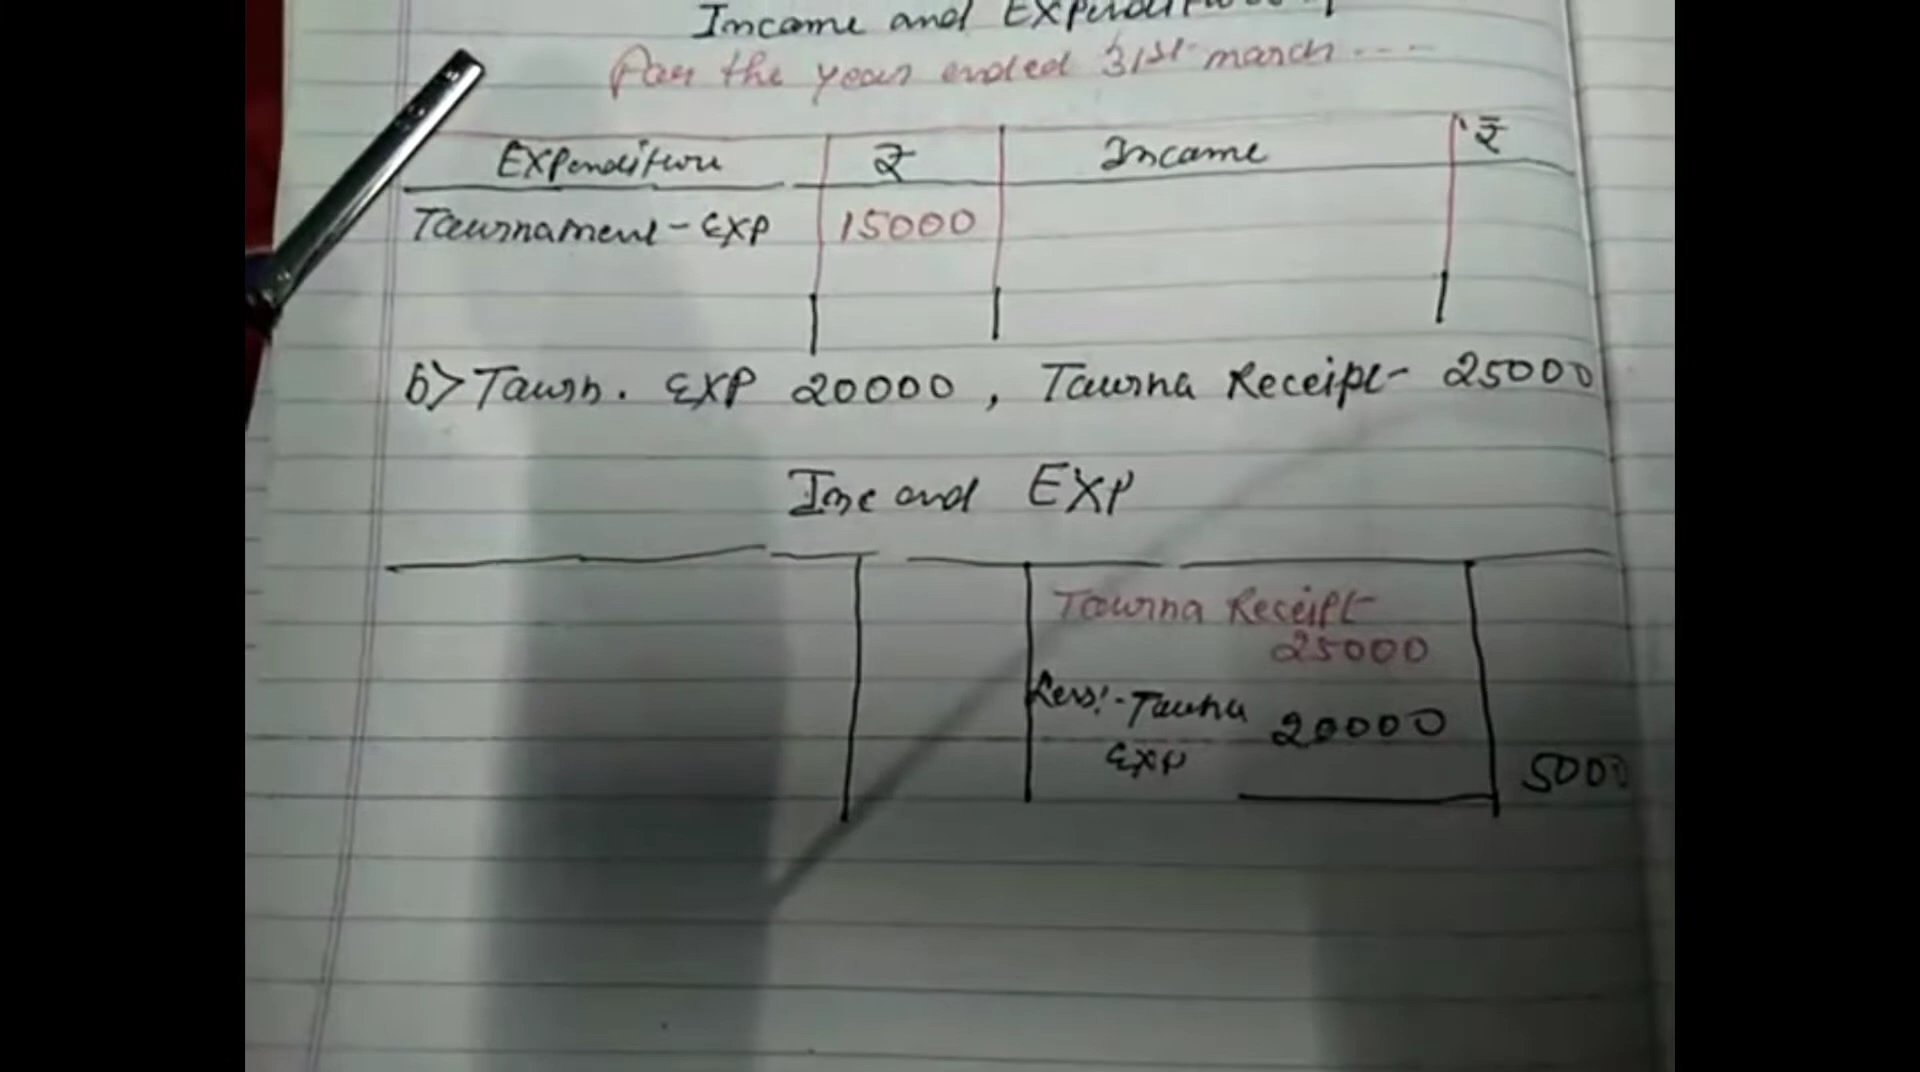 Income and Expenditure
For the year ended 31st march ....
Expenditure ₹ Income ₹
Tournament - Exp 15000
b) Tourn. Exp 20000, Tourna Receipt - 25000
Inc and EXP
Tourna Receipt
25000
Less:- Tourna 20000
Exp 5000